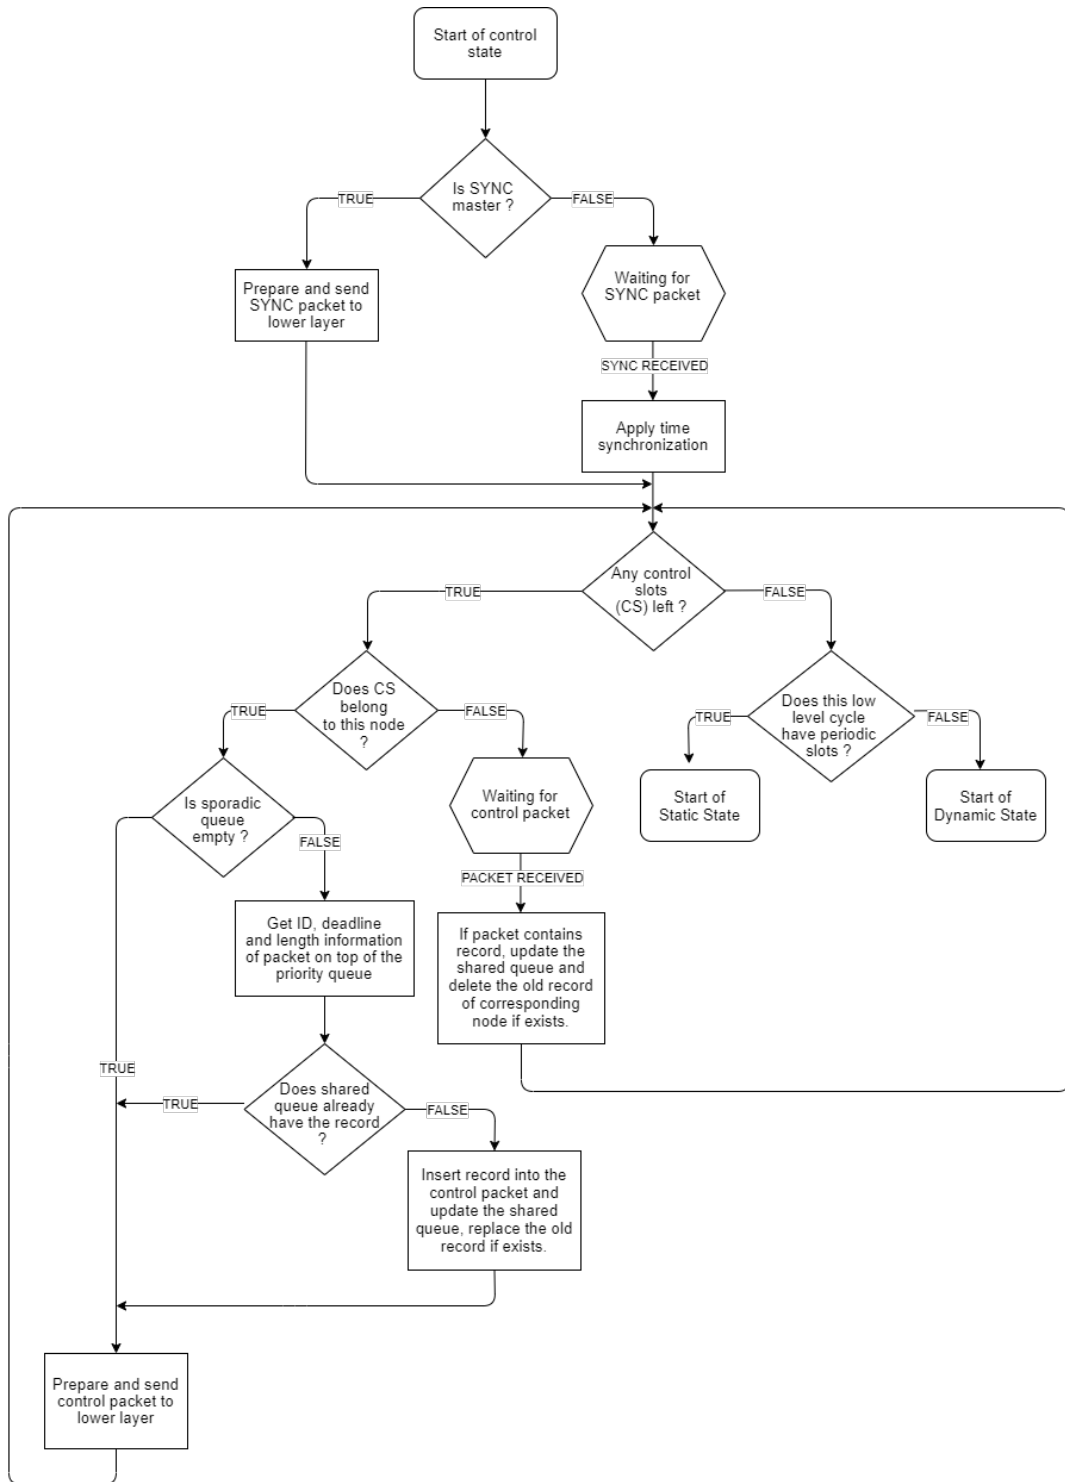 Start of control
state
Is SYNC
master ?
TRUE
FALSE
Prepare and send
SYNC packet to
lower layer
Waiting for
SYNC packet
SYNC RECEIVED
Apply time
synchronization
Any control
slots
(CS) left ?
TRUE
FALSE
Does CS
belong
to this node
?
TRUE
FALSE
Does this low
level cycle
have periodic
slots ?
TRUE
FALSE
Start of
Static State
Start of
Dynamic State
Is sporadic
queue
empty ?
FALSE
Waiting for
control packet
PACKET RECEIVED
Get ID, deadline
and length information
of packet on top of the
priority queue
If packet contains
record, update the
shared queue and
delete the old record
of corresponding
node if exists.
TRUE
Does shared
queue already
have the record
?
TRUE
FALSE
Insert record into the
control packet and
update the shared
queue, replace the old
record if exists.
Prepare and send
control packet to
lower layer